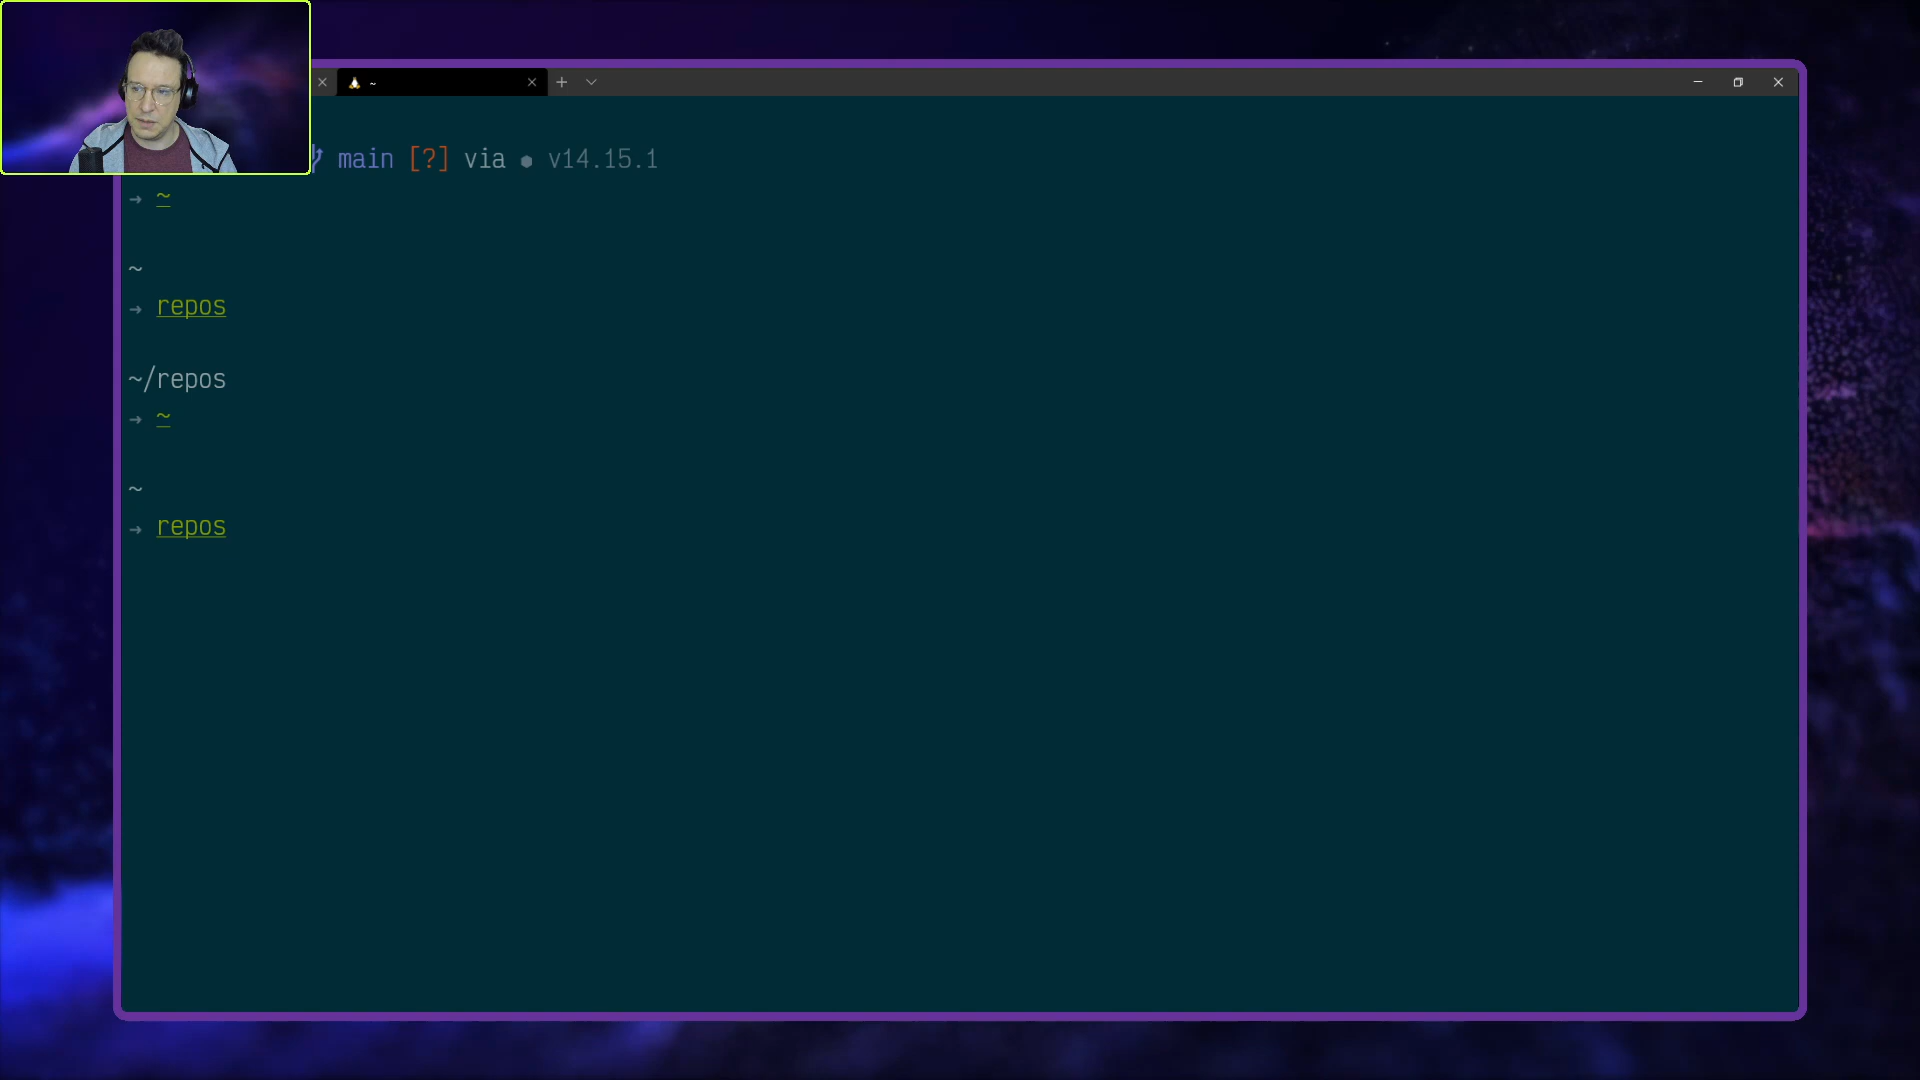 ~
main [?] via ⬢ v14.15.1
→ ~
~
→ repos
~/repos
→ ~
~
→ repos